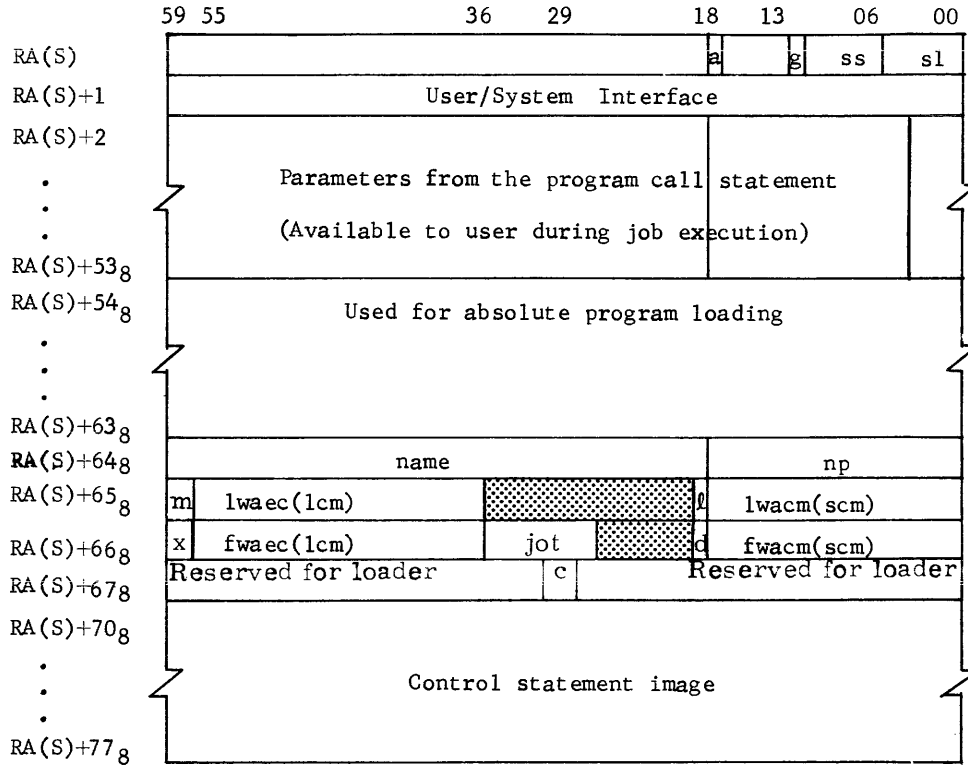 59 55 36 29 18 13 06 00
RA(S) a g ss sl
RA(S)+1 User/System Interface
RA(S)+2
Parameters from the program call statement
(Available to user during job execution)
RA(S)+53₈
RA(S)+54₈ Used for absolute program loading
RA(S)+63₈
RA(S)+64₈ name np
RA(S)+65₈ m lwaec(lcm) ℓ lwacm(scm)
RA(S)+66₈ x fwaec(lcm) jot d fwacm(scm)
RA(S)+67₈ Reserved for loader c Reserved for loader
RA(S)+70₈
Control statement image
RA(S)+77₈